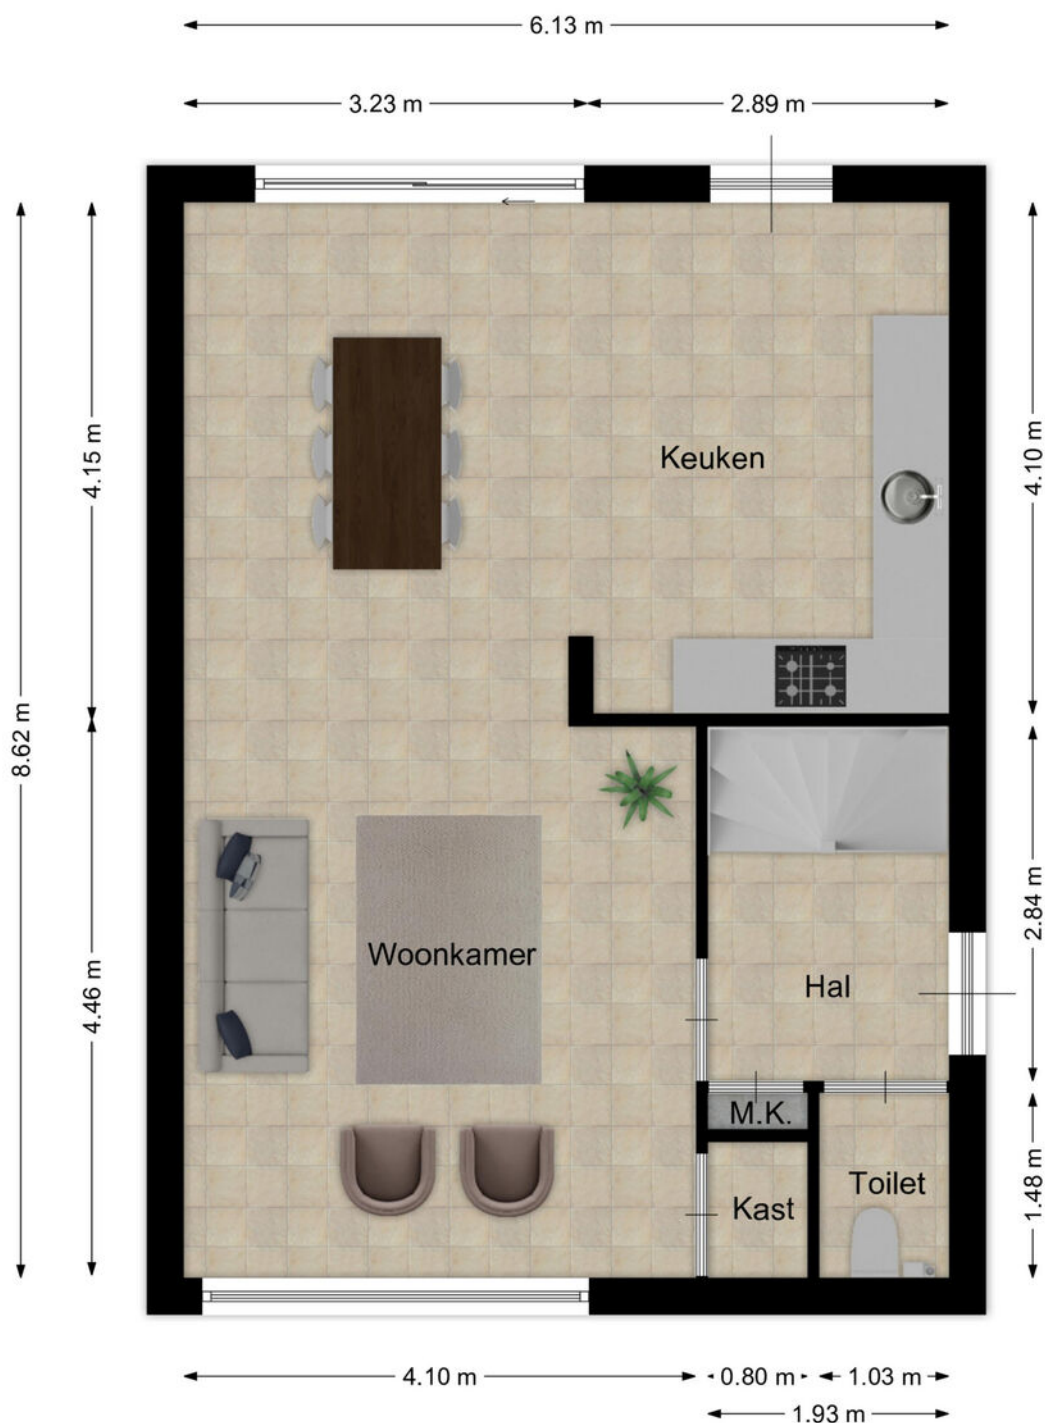 6.13 m
3.23 m
2.89 m
4.15 m
Keuken
4.10 m
8.62 m
2.84 m
Woonkamer
Hal
4.46 m
M.K.
Toilet
Kast
1.48 m
4.10 m
0.80 m
1.03 m
1.93 m